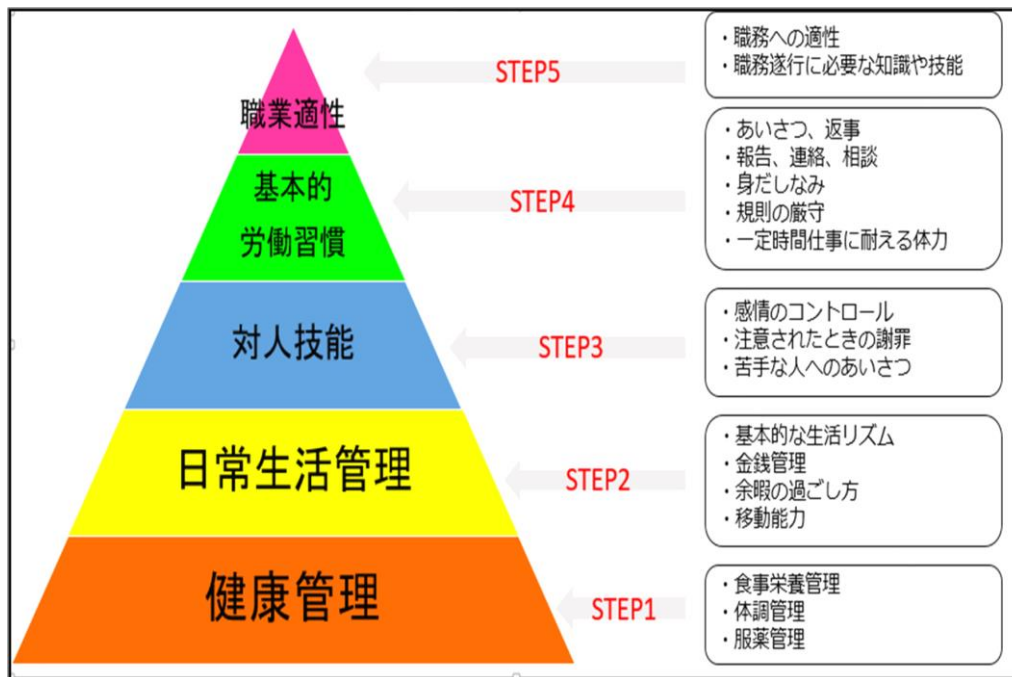 職業適性
STEP5
・職務への適性
・職務遂行に必要な知識や技能
基本的
労働習慣
STEP4
・あいさつ、返事
・報告、連絡、相談
・身だしなみ
・規則の厳守
・一定時間仕事に耐える体力
対人技能
STEP3
・感情のコントロール
・注意されたときの謝罪
・苦手な人へのあいさつ
日常生活管理
STEP2
・基本的な生活リズム
・金銭管理
・余暇の過ごし方
・移動能力
健康管理
STEP1
・食事栄養管理
・体調管理
・服薬管理